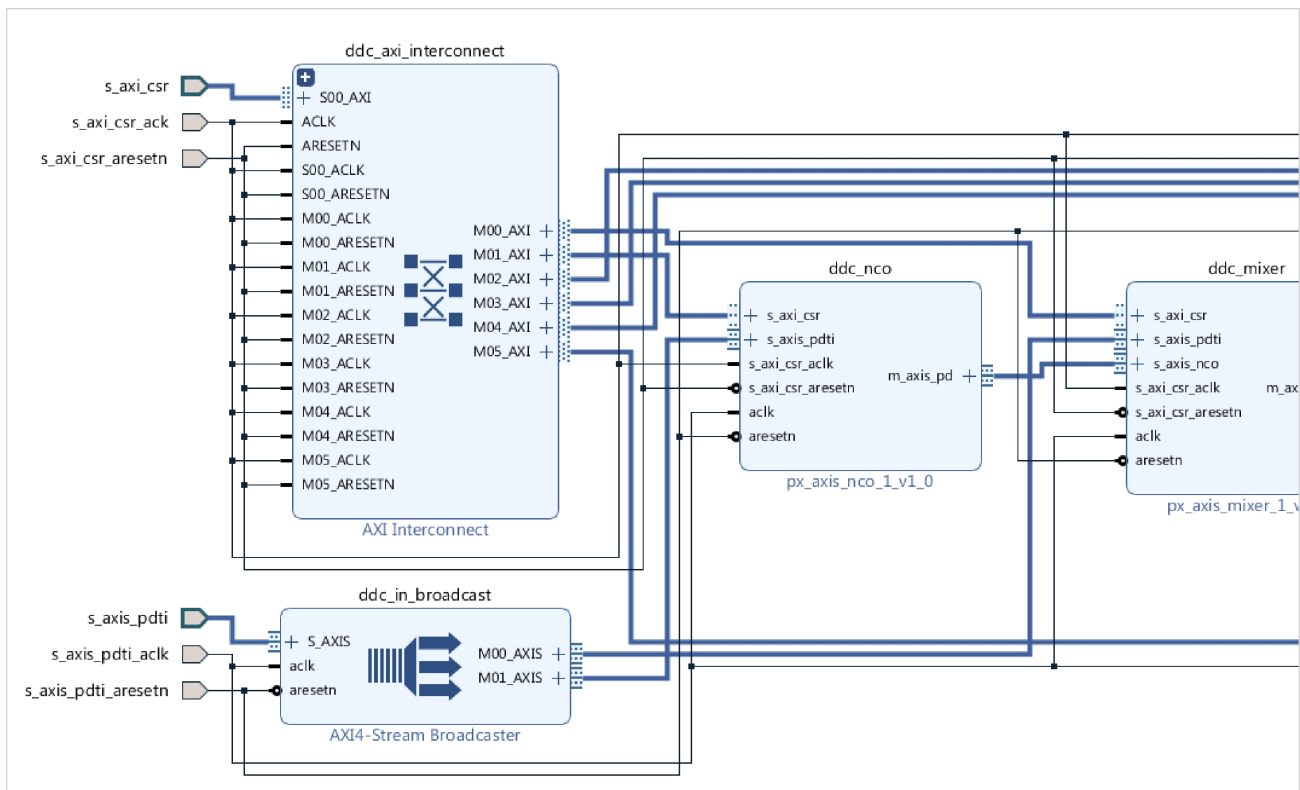 ddc_axi_interconnect
s_axi_csr
s_axi_csr_ack
s_axi_csr_aresetn
S00_AXI
ACLK
ARESETN
S00_ACLK
S00_ARESETN
M00_ACLK
M00_ARESETN
M01_ACLK
M01_ARESETN
M02_ACLK
M02_ARESETN
M03_ACLK
M03_ARESETN
M04_ACLK
M04_ARESETN
M05_ACLK
M05_ARESETN
M00_AXI
M01_AXI
M02_AXI
M03_AXI
M04_AXI
M05_AXI
AXI Interconnect
ddc_nco
s_axi_csr
s_axis_pdti
s_axi_csr_aclk
s_axi_csr_aresetn
aclk
aresetn
m_axis_pd
px_axis_nco_1_v1_0
ddc_mixer
s_axi_csr
s_axis_pdti
s_axis_nco
s_axi_csr_aclk
s_axi_csr_aresetn
aclk
aresetn
m_ax
px_axis_mixer_1_v
ddc_in_broadcast
s_axis_pdti
s_axis_pdti_aclk
s_axis_pdti_aresetn
S_AXIS
aclk
aresetn
M00_AXIS
M01_AXIS
AXI4-Stream Broadcaster